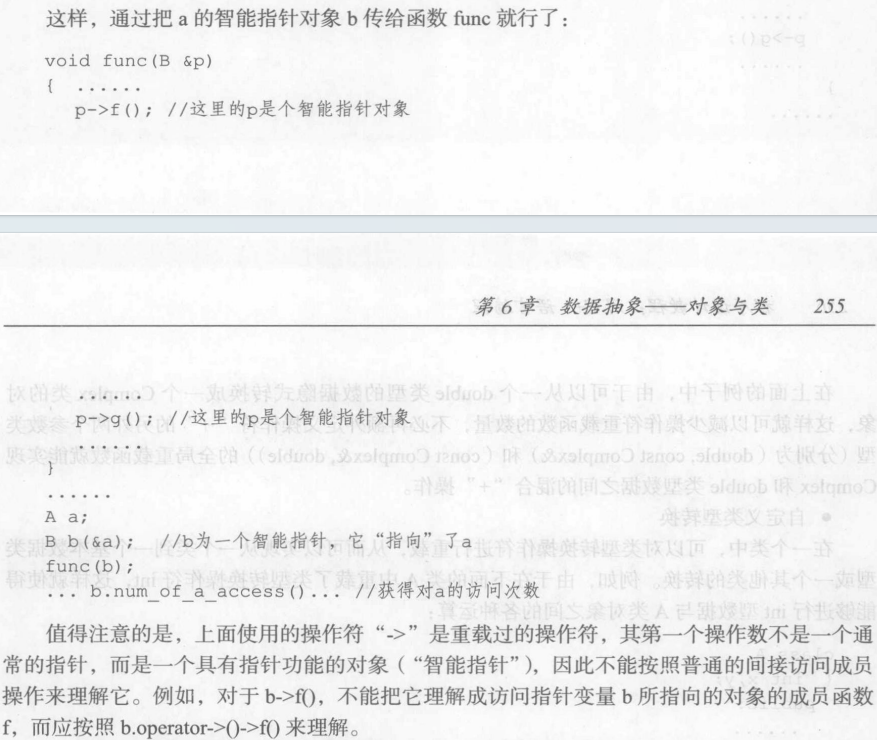 这样，通过把 a 的智能指针对象 b 传给函数 func 就行了：
void func(B &p)
{ ......
p->f(); //这里的p是个智能指针对象
第 6 章 数据抽象——对象与类 255
......
p->g(); //这里的p是个智能指针对象
......
}
......
A a;
B b(&a); //b为一个智能指针，它“指向”了a
func(b);
... b.num_of_a_access()... //获得对a的访问次数
值得注意的是，上面使用的操作符“->”是重载过的操作符，其第一个操作数不是一个通
常的指针，而是一个具有指针功能的对象（“智能指针”），因此不能按照普通的间接访问成员
操作来理解它。例如，对于 b->f()，不能把它理解成访问指针变量 b 所指向的对象的成员函数
f，而应按照 b.operator->()->f() 来理解。